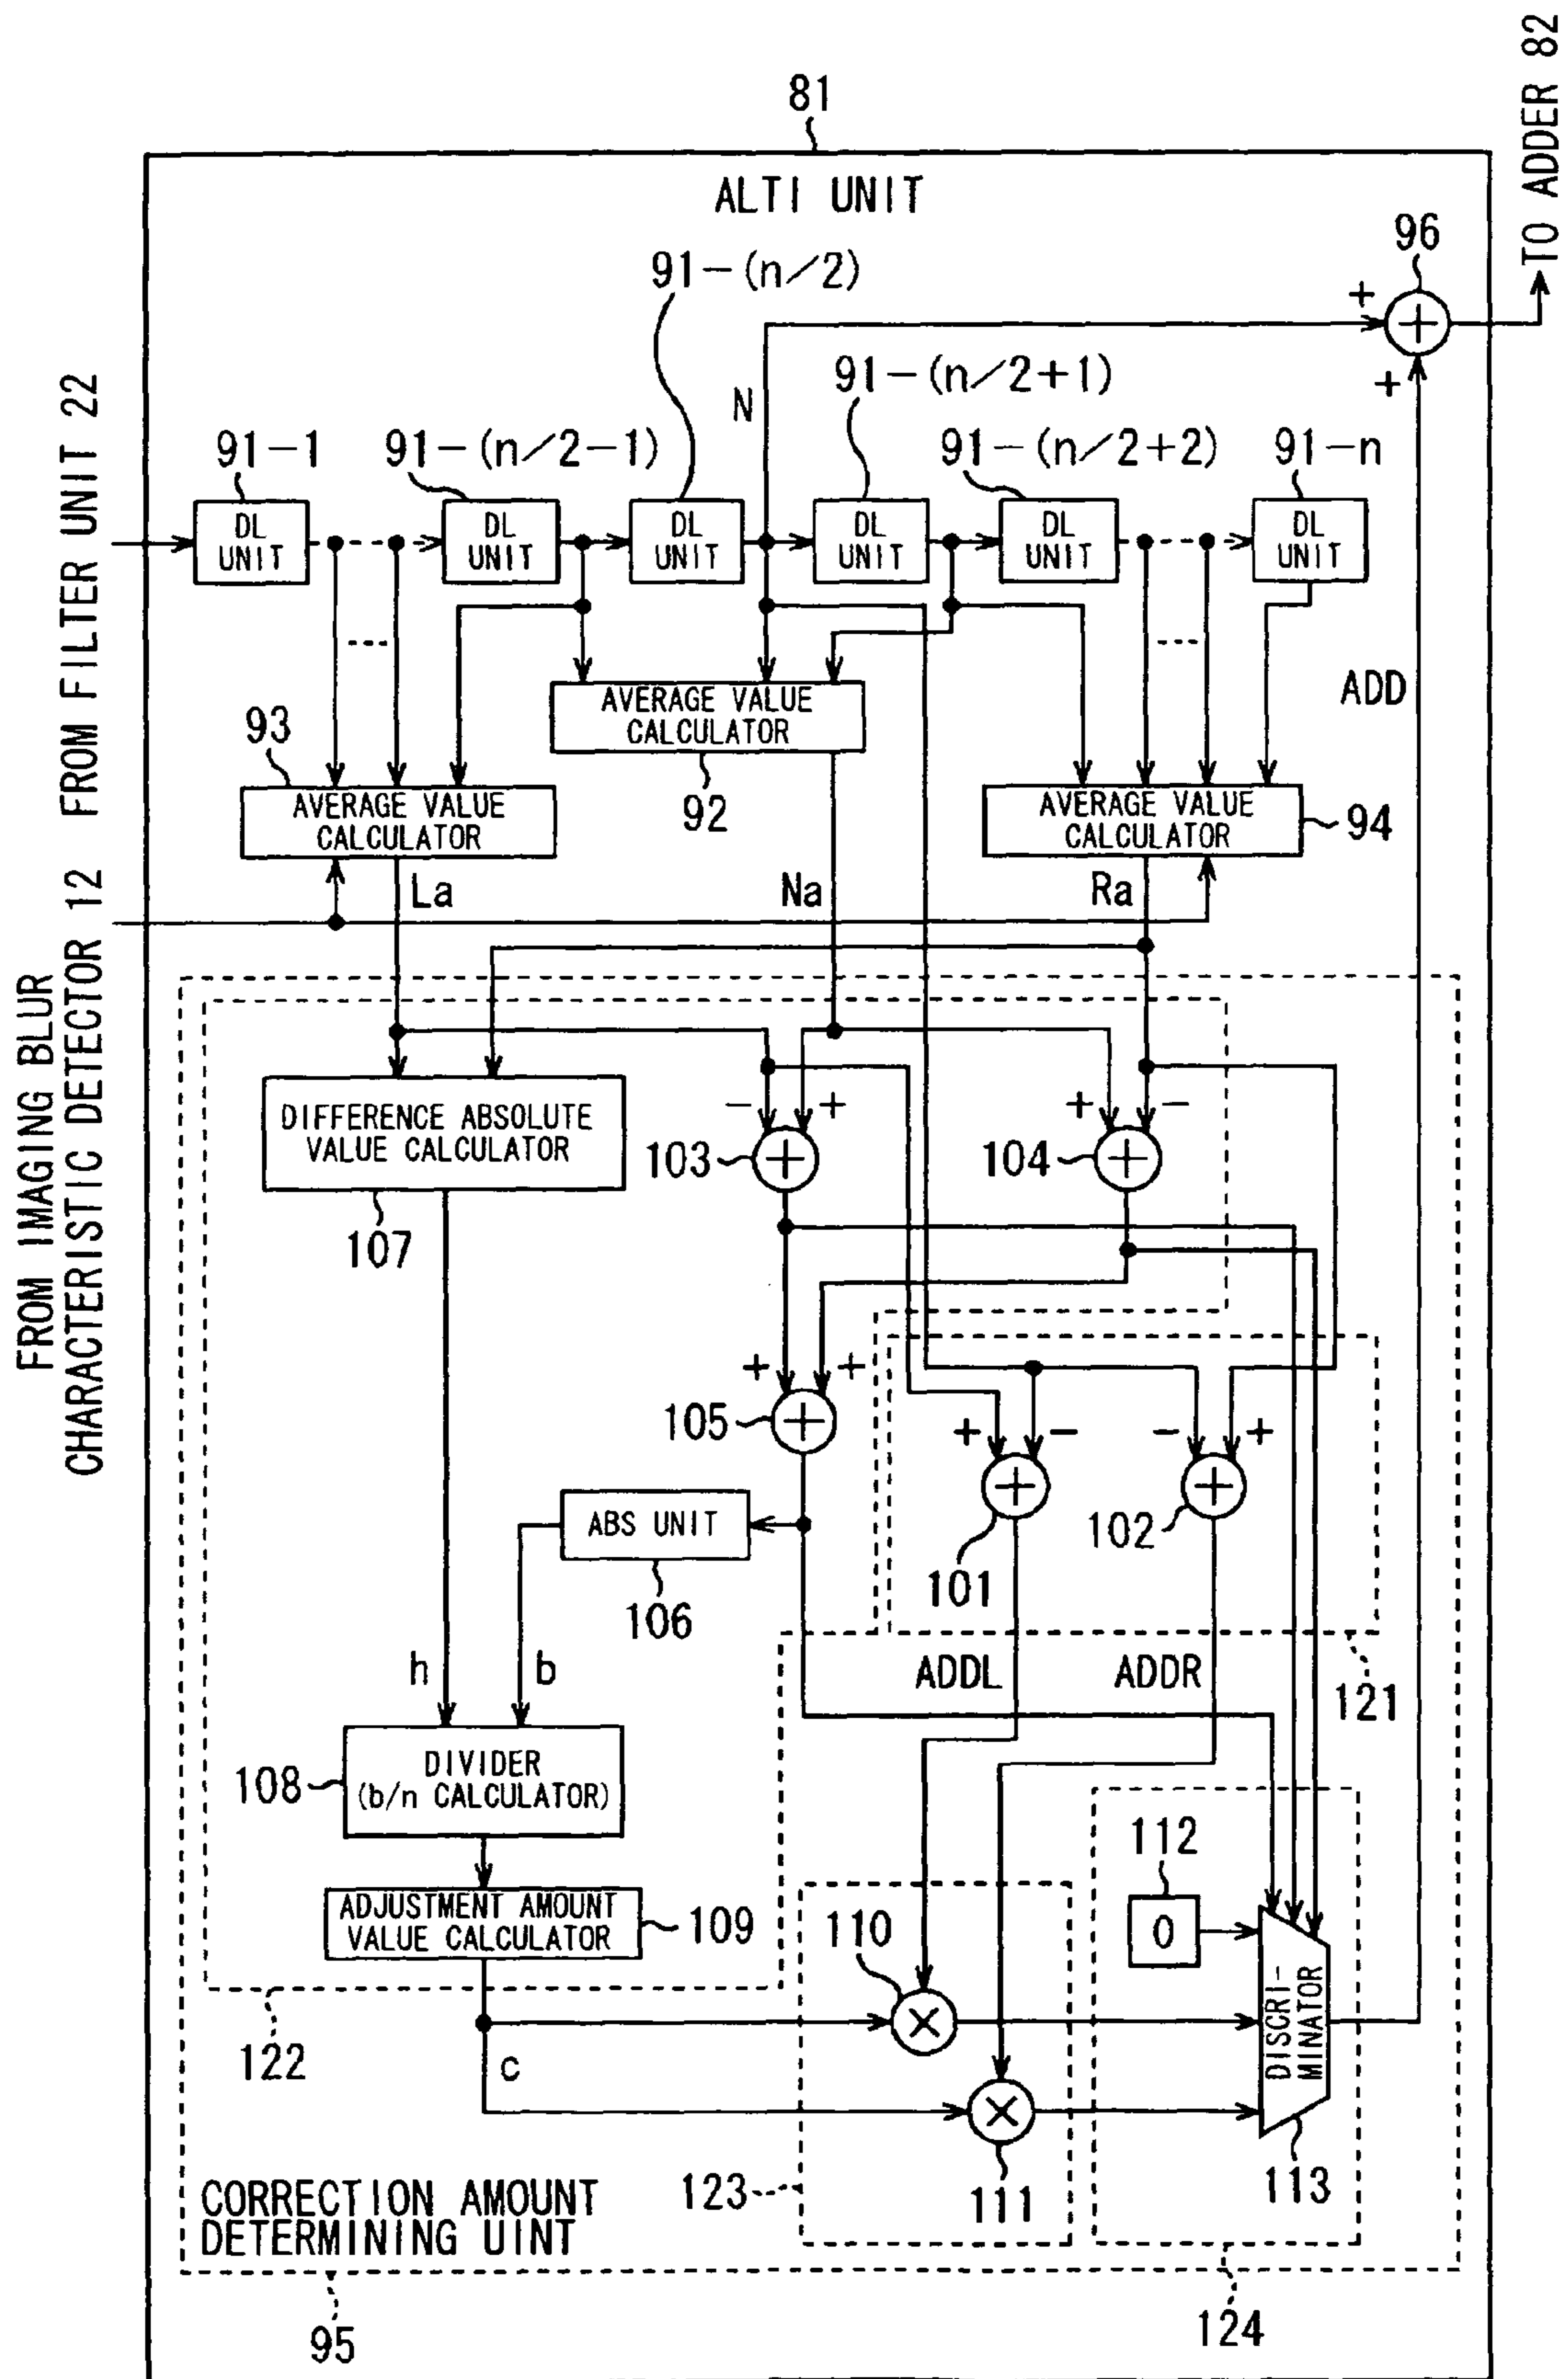 81
TO ADDER 82
ALTI UNIT
96
91-(n/2)
+
+
+
N
91-(n/2+1)
FROM FILTER UNIT 22
91-1
91-(n/2-1)
91-(n/2+2)
91-n
DL
UNIT
DL
UNIT
DL
UNIT
DL
UNIT
DL
UNIT
DL
UNIT
ADD
AVERAGE VALUE
CALCULATOR
92
93
AVERAGE VALUE
CALCULATOR
AVERAGE VALUE
CALCULATOR
94
La
Na
Ra
FROM IMAGING BLUR
CHARACTERISTIC DETECTOR 12
DIFFERENCE ABSOLUTE
VALUE CALCULATOR
107
- +
103
+
+ -
104
+
+ +
105
+
+ -
101
+
- +
102
+
ABS UNIT
106
h
b
ADDL
ADDR
121
DIVIDER
(b/n CALCULATOR)
108
112
0
ADJUSTMENT AMOUNT
VALUE CALCULATOR
109
110
×
DISCRI-
MINATOR
122
c
×
111
113
123
CORRECTION AMOUNT
DETERMINING UINT
95
124